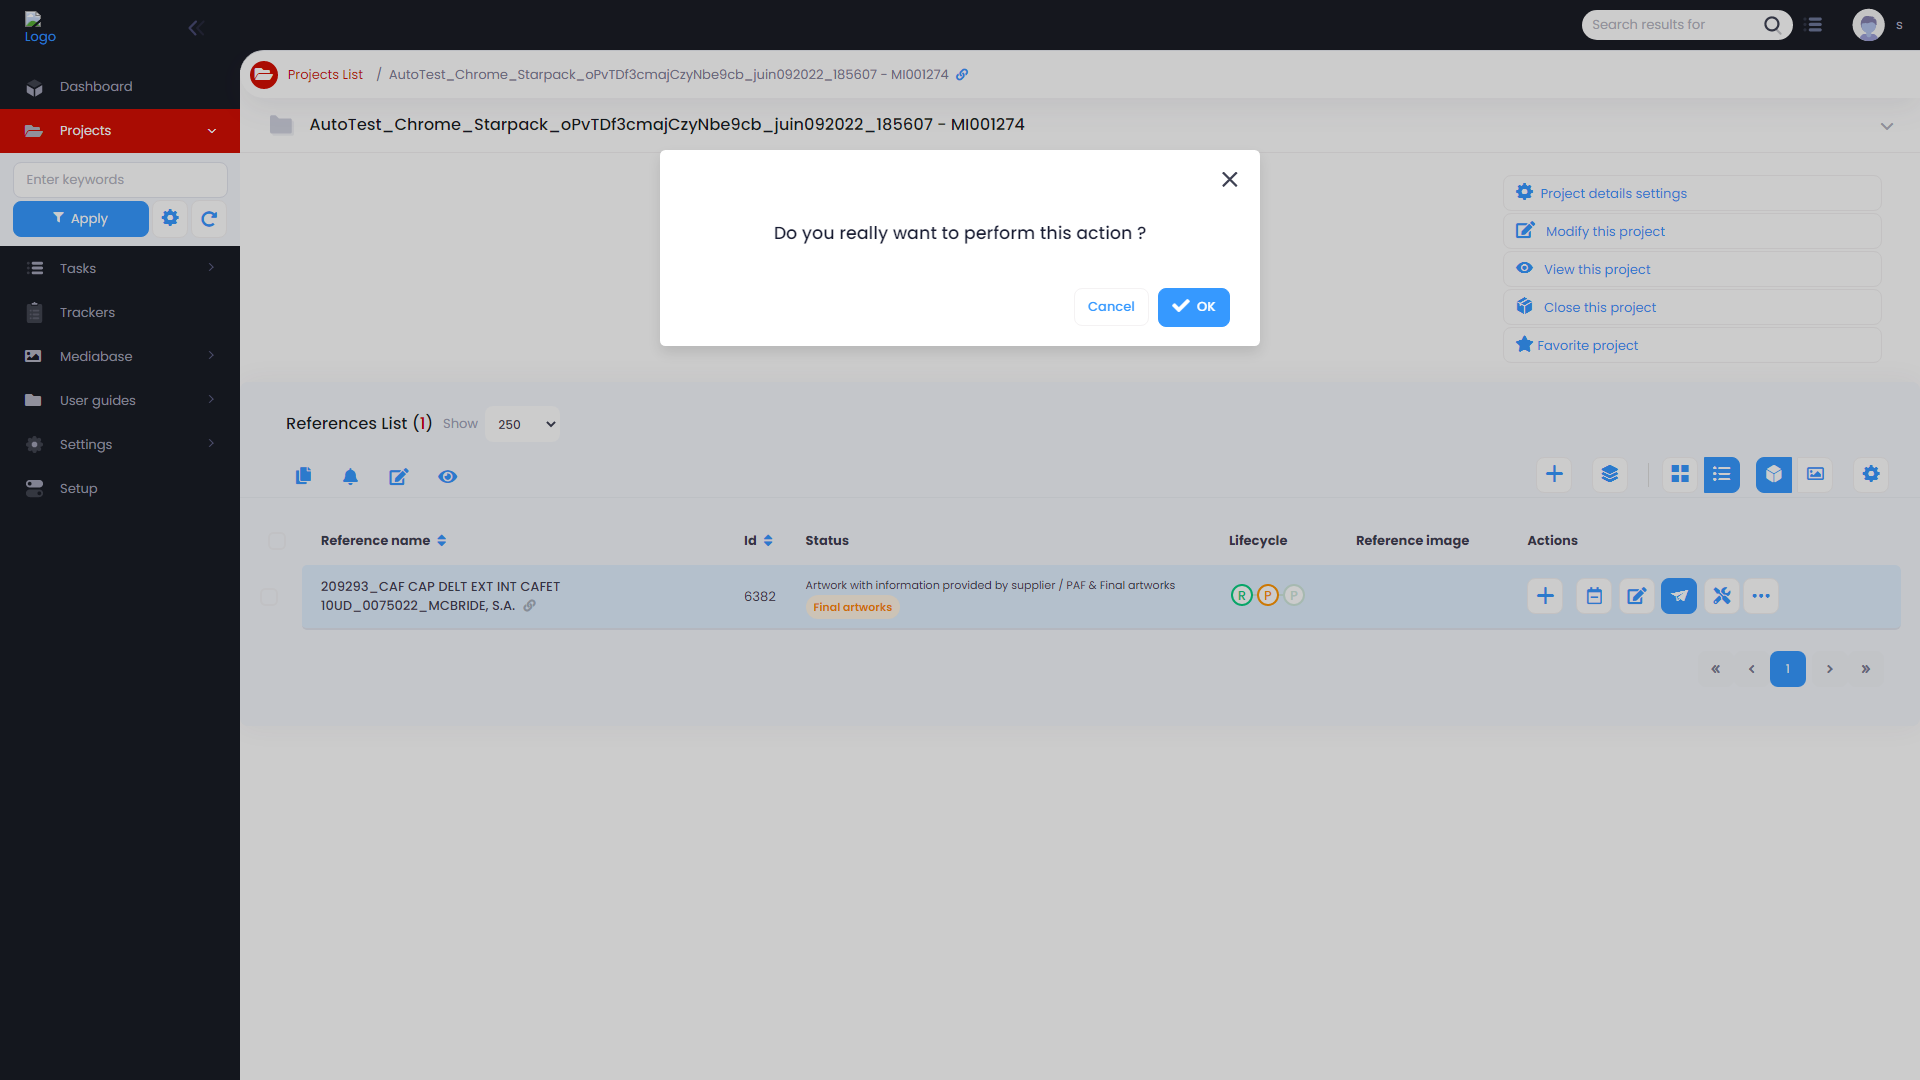 Logo
Search results for
s
Dashboard
Projects
Enter keywords
Apply
Tasks
Trackers
Mediabase
User guides
Settings
Setup
Projects List / AutoTest_Chrome_Starpack_oPvTDf3cmajCzyNbe9cb_juin092022_185607 - MI001274
AutoTest_Chrome_Starpack_oPvTDf3cmajCzyNbe9cb_juin092022_185607 - MI001274
Do you really want to perform this action ?
Cancel
OK
Project details settings
Modify this project
View this project
Close this project
Favorite project
References List (1) Show 250
Reference name Id Status Lifecycle Reference image Actions
209293_CAF CAP DELT EXT INT CAFET
10UD_0075022_MCBRIDE, S.A.
6382
Artwork with information provided by supplier / PAF & Final artworks
Final artworks
R P P
« ‹ 1 › »